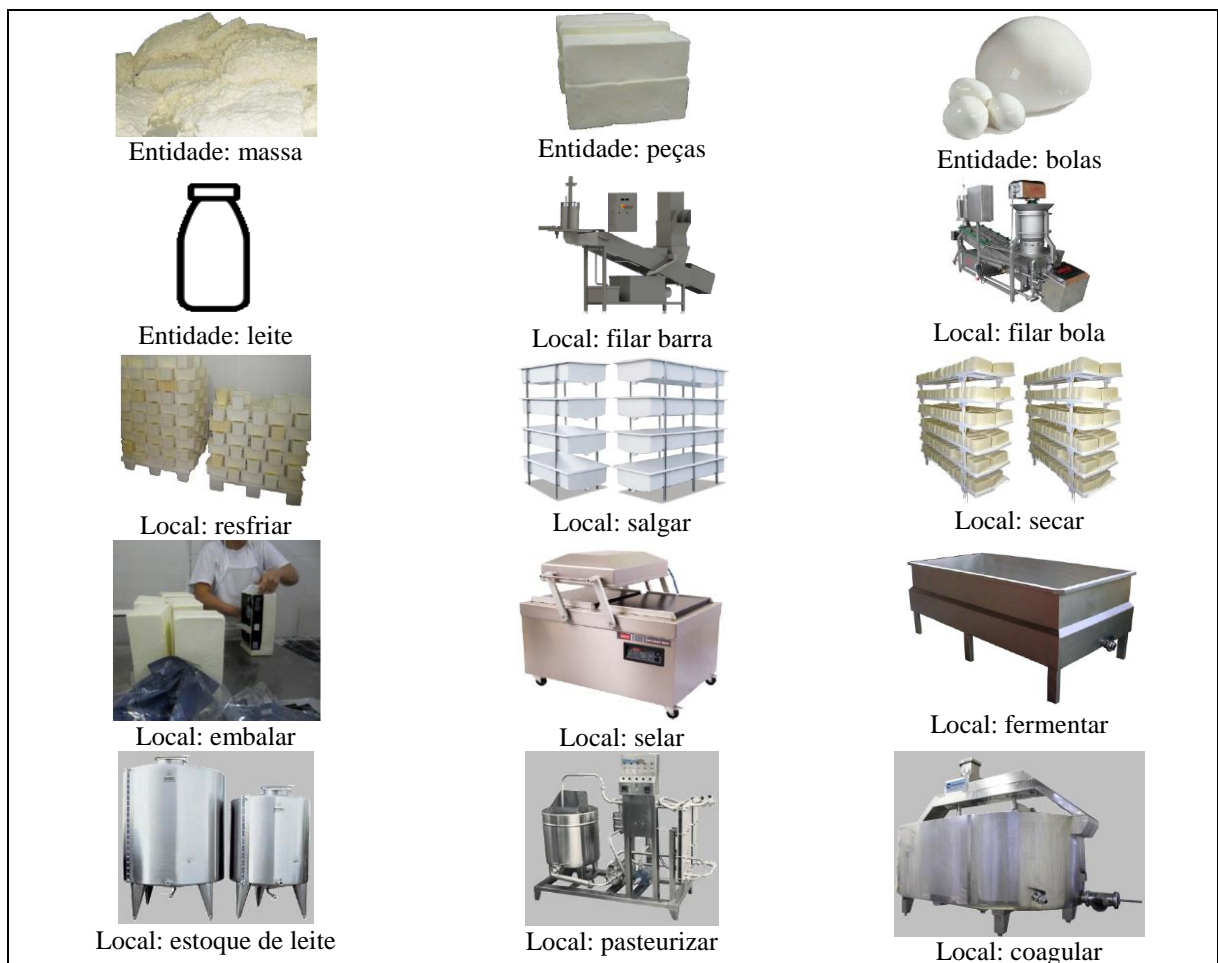 Entidade: massa
Entidade: peças
Entidade: bolas
Entidade: leite
Local: filar barra
Local: filar bola
Local: resfriar
Local: salgar
Local: secar
Local: embalar
Local: selar
Local: fermentar
Local: estoque de leite
Local: pasteurizar
Local: coagular